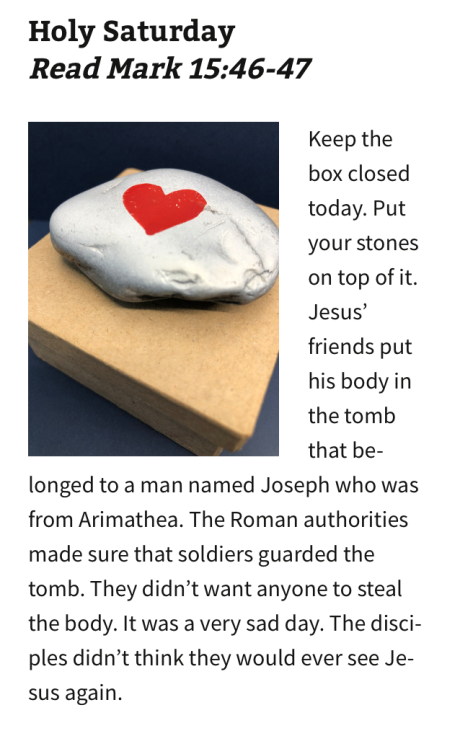 Holy Saturday
Read Mark 15:46-47
Keep the
box closed
today. Put
your stones
on top of it.
Jesus’
friends put
his body in
the tomb
that be-
longed to a man named Joseph who was
from Arimathea. The Roman authorities
made sure that soldiers guarded the
tomb. They didn’t want anyone to steal
the body. It was a very sad day. The disci-
ples didn’t think they would ever see Je-
sus again.